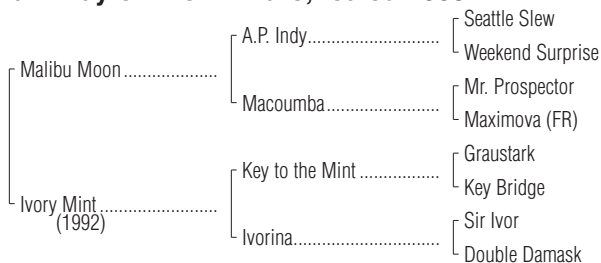 Seattle Slew
A.P. Indy
Weekend Surprise
Malibu Moon
Mr. Prospector
Macoumba
Maximova (FR)
Graustark
Key to the Mint
Key Bridge
Ivory Mint
(1992)
Sir Ivor
Ivorina
Double Damask